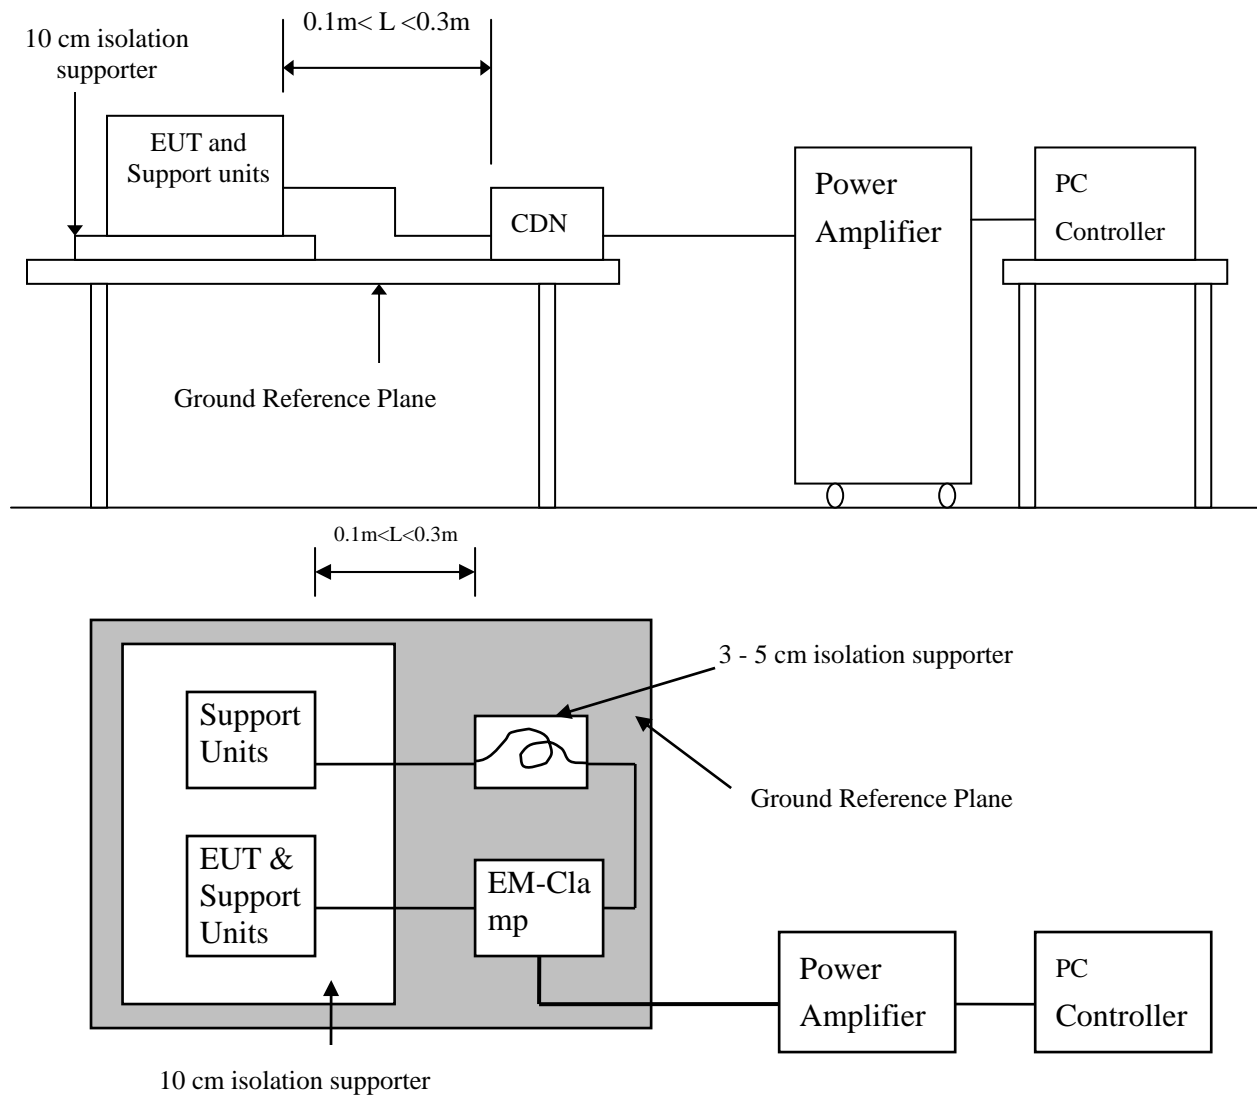 0.1m< L <0.3m
10 cm isolation
supporter
EUT and
Support units
CDN
Power
Amplifier
PC
Controller
Ground Reference Plane
0.1m<L<0.3m
3 - 5 cm isolation supporter
Support
Units
Ground Reference Plane
EUT &
Support
Units
EM-Cla
mp
Power
Amplifier
PC
Controller
10 cm isolation supporter